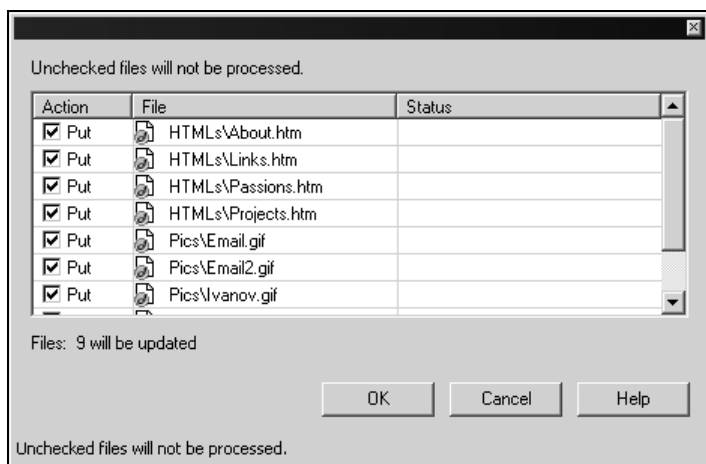 Unchecked files will not be processed.
Action File Status
Put HTMLs\About.htm
Put HTMLs\Links.htm
Put HTMLs\Passions.htm
Put HTMLs\Projects.htm
Put Pics\Email.gif
Put Pics\Email2.gif
Put Pics\Ivanov.gif
Files: 9 will be updated
OK Cancel Help
Unchecked files will not be processed.